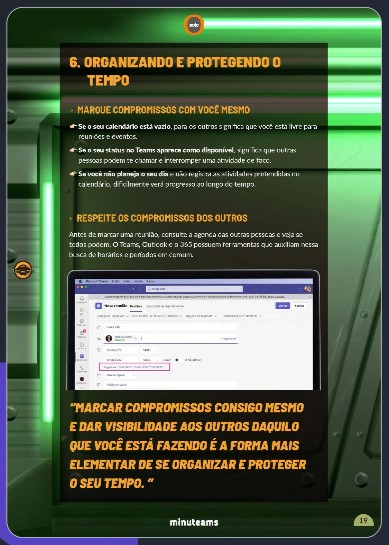 6. ORGANIZANDO E PROTEGENDO O
TEMPO
MARQUE COMPROMISSOS COM VOCÊ MESMO
Se o seu calendário está vazio, para os outros significa que você está livre para
reuniões e eventos.
Se o seu status no Teams aparece como disponível, significa que outras
pessoas podem te chamar e interromper uma atividade de foco.
Se você não planeja o seu dia e não registra as atividades pretendidas no
calendário, dificilmente verá progresso ao longo do tempo.
RESPEITE OS COMPROMISSOS DOS OUTROS
Antes de marcar uma reunião, consulte a agenda das outras pessoas e veja se
todos podem. O Teams, Outlook e o 365 possuem ferramentas que auxiliam nessa
busca de horários e períodos em comum.
Nova reunião
"MARCAR COMPROMISSOS CONSIGO MESMO
E DAR VISIBILIDADE AOS OUTROS DAQUILO
QUE VOCÊ ESTÁ FAZENDO É A FORMA MAIS
ELEMENTAR DE SE ORGANIZAR E PROTEGER
O SEU TEMPO. "
minuteams
19